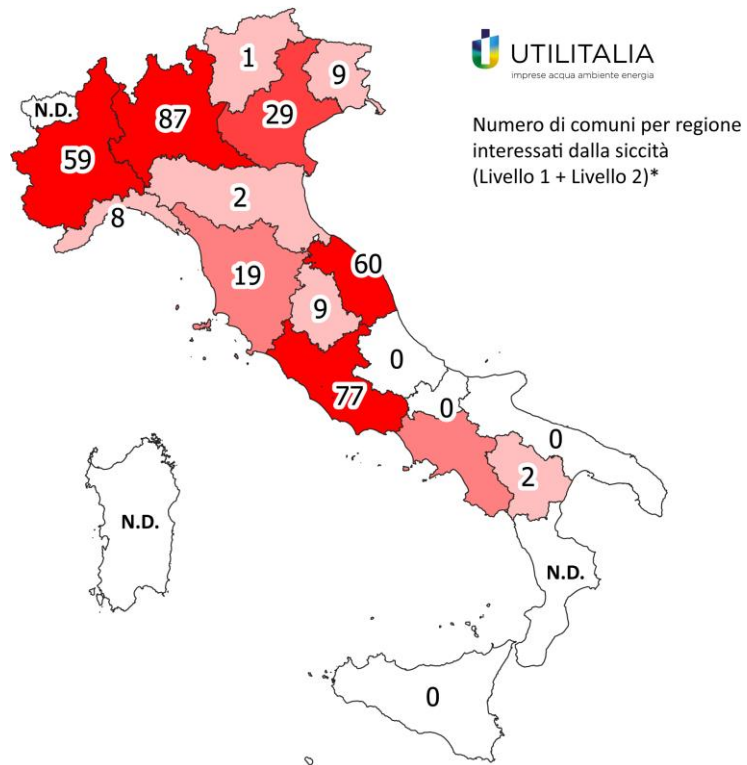 UTILITALIA
imprese acqua ambiente energia
Numero di comuni per regione
interessati dalla siccità
(Livello 1 + Livello 2)*
1
9
N.D.
87
29
59
2
8
19
60
9
0
77
0
0
2
N.D.
N.D.
0